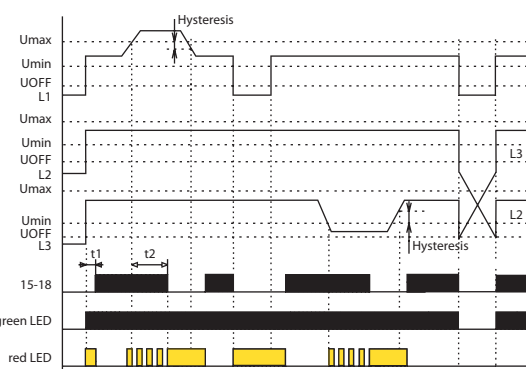 Hysteresis
Umax
Umin
UOFF
L1
Umax
Umin
UOFF
L3
L2
Umax
L2
Umin
UOFF
L3
Hysteresis
t1 t2
15-18
green LED
red LED